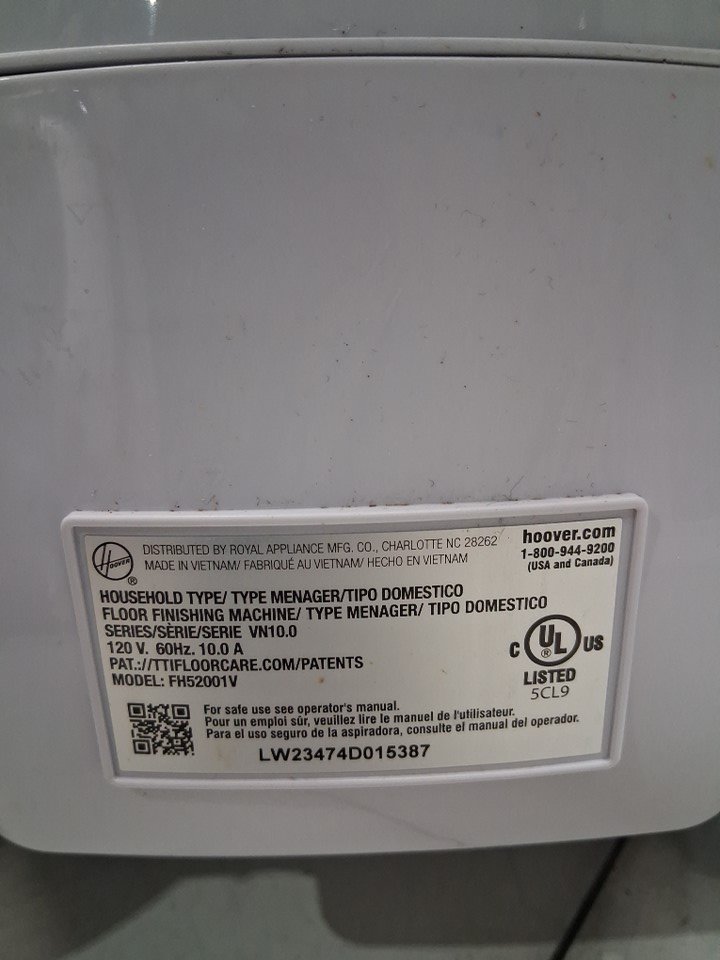 HOOVER
®
DISTRIBUTED BY ROYAL APPLIANCE MFG. CO., CHARLOTTE NC 28262
MADE IN VIETNAM/ FABRIQUÉ AU VIETNAM/ HECHO EN VIETNAM
hoover.com
1-800-944-9200
(USA and Canada)
HOUSEHOLD TYPE/ TYPE MENAGER/TIPO DOMESTICO
FLOOR FINISHING MACHINE/ TYPE MENAGER/ TIPO DOMESTICO
SERIES/SÈRIE/SERIE VN10.0
120 V. 60Hz. 10.0 A
PAT.://TTIFLOORCARE.COM/PATENTS
MODEL: FH52001V
C UL US
LISTED
5CL9
For safe use see operator's manual.
Pour un emploi sûr, veuillez lire le manuel de l'utilisateur.
Para el uso seguro de la aspiradora, consulte el manual del operador.
LW23474D015387